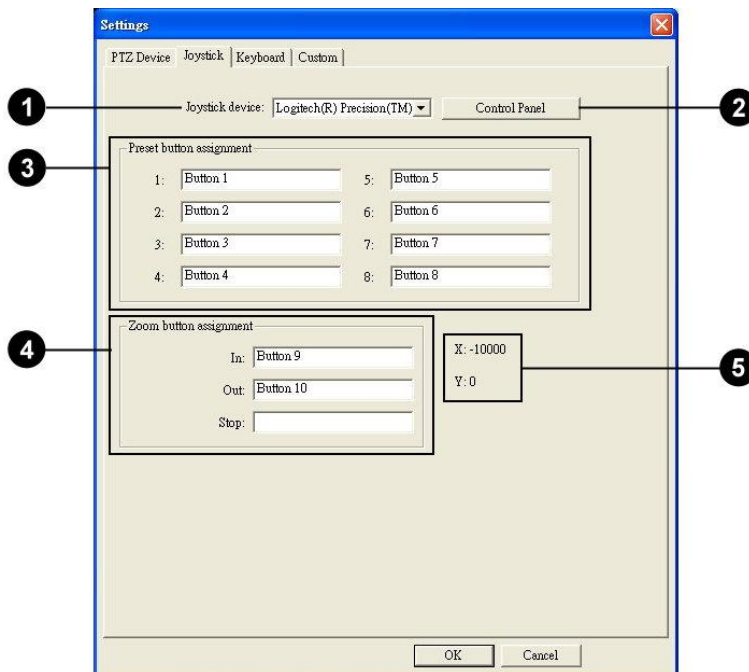 Settings
PTZ Device Joystick Keyboard Custom
1 Joystick device: Logitech(R) Precision(TM) Control Panel 2
3 Preset button assignment
1: Button 1 5: Button 5
2: Button 2 6: Button 6
3: Button 3 7: Button 7
4: Button 4 8: Button 8
4 Zoom button assignment
In: Button 9
Out: Button 10
Stop:
X: -10000
Y: 0
5
OK Cancel